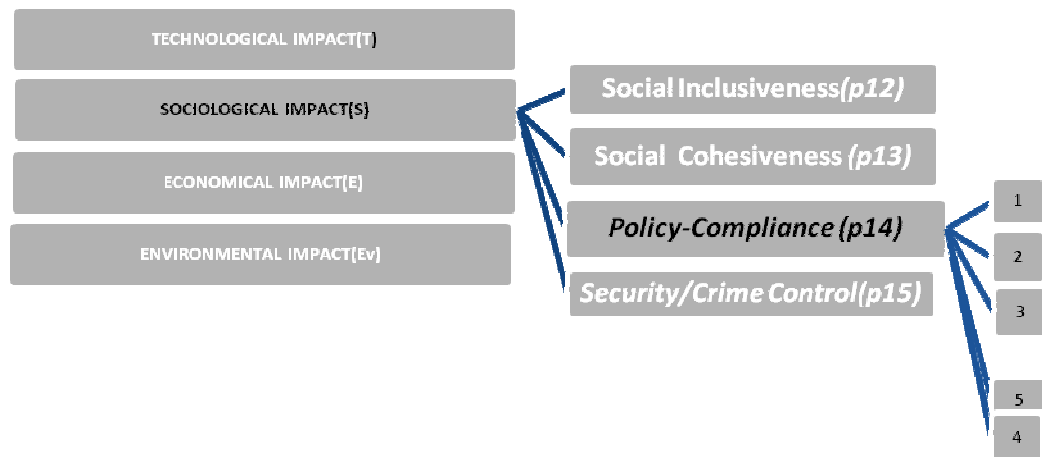 TECHNOLOGICAL IMPACT(T)
SOCIOLOGICAL IMPACT(S)
ECONOMICAL IMPACT(E)
ENVIRONMENTAL IMPACT(Ev)
Social Inclusiveness(p12)
Social Cohesiveness (p13)
Policy-Compliance (p14)
Security/Crime Control(p15)
1
2
3
5
4